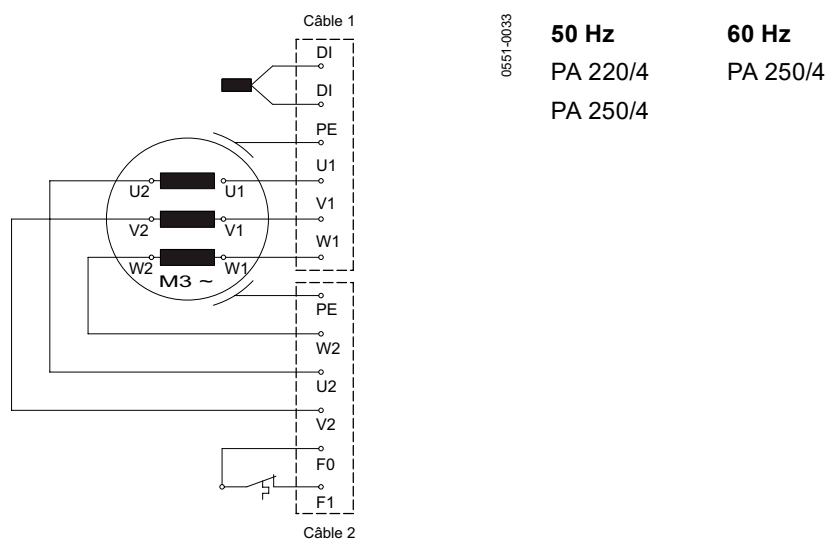 Câble 1
DI
DI
PE
U1
V1
W1
U2 U1
V2 V1
W2 W1
M3 ~
PE
W2
U2
V2
F0
F1
Câble 2
0551-0033
50 Hz 60 Hz
PA 220/4 PA 250/4
PA 250/4